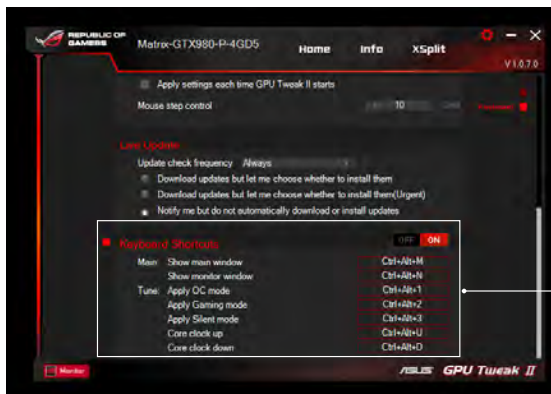 REPUBLIC OF
GAMERS
Matrix-GTX980-P-4GD5
Home
Info
XSplit
V1.0.7.0
Apply settings each time GPU Tweak II starts
Mouse step control
10
Live Update
Update check frequency Always
Download updates but let me choose whether to install them
Download updates but let me choose whether to install them(Urgent)
Notify me but do not automatically download or install updates
Keyboard Shortcuts
OFF ON
Main: Show main window Ctrl+Alt+M
Show monitor window Ctrl+Alt+N
Tune: Apply OC mode Ctrl+Alt+1
Apply Gaming mode Ctrl+Alt+2
Apply Silent mode Ctrl+Alt+3
Core clock up Ctrl+Alt+U
Core clock down Ctrl+Alt+D
Monitor
ASUS GPU Tweak II